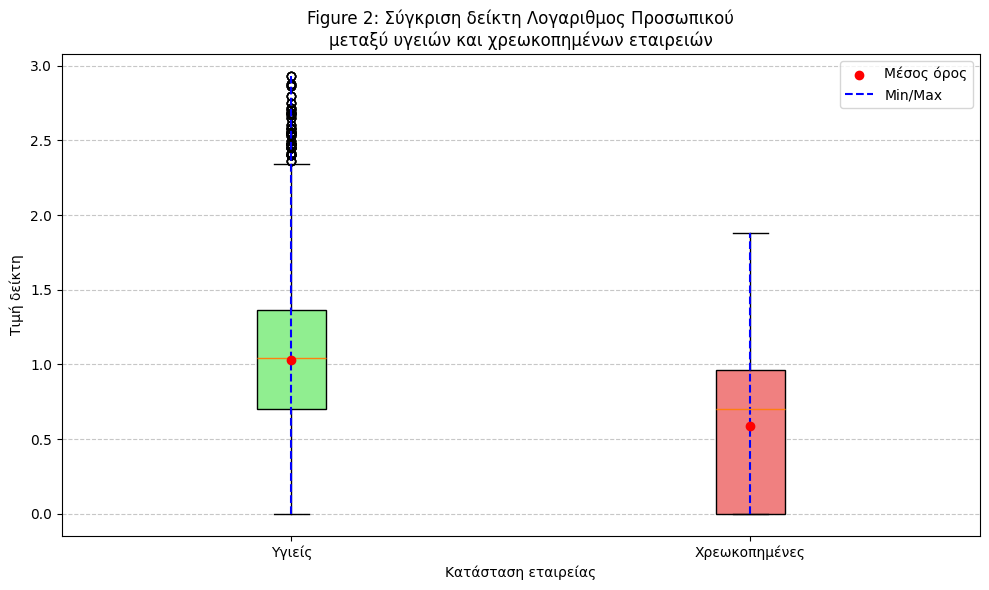 Figure 2: Σύγκριση δείκτη Λογαριθμος Προσωπικού
μεταξύ υγειών και χρεωκοπημένων εταιρειών
Μέσος όρος
Min/Max
3.0
2.5
2.0
1.5
1.0
0.5
0.0
Τιμή δείκτη
Υγιείς
Χρεωκοπημένες
Κατάσταση εταιρείας